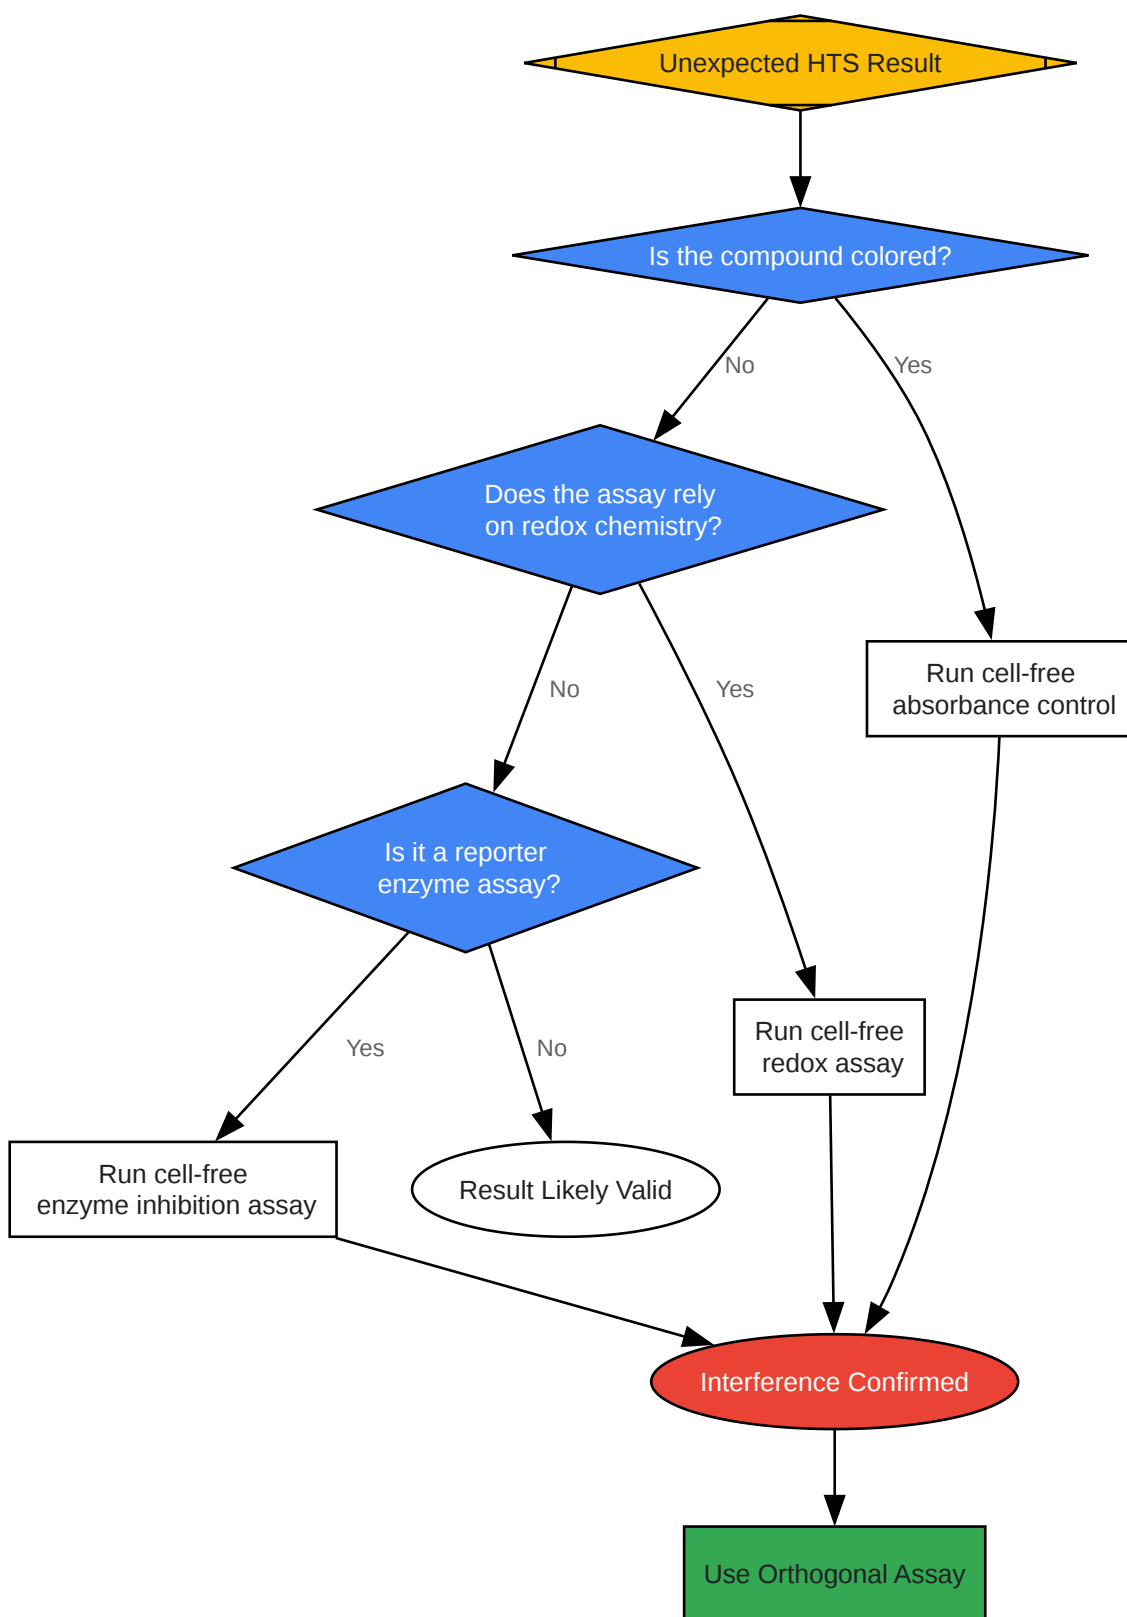 Unexpected HTS Result
Is the compound colored?
No
Yes
Does the assay rely
on redox chemistry?
No
Yes
Run cell-free
absorbance control
Is it a reporter
enzyme assay?
Yes
No
Run cell-free
redox assay
Run cell-free
enzyme inhibition assay
Result Likely Valid
Interference Confirmed
Use Orthogonal Assay